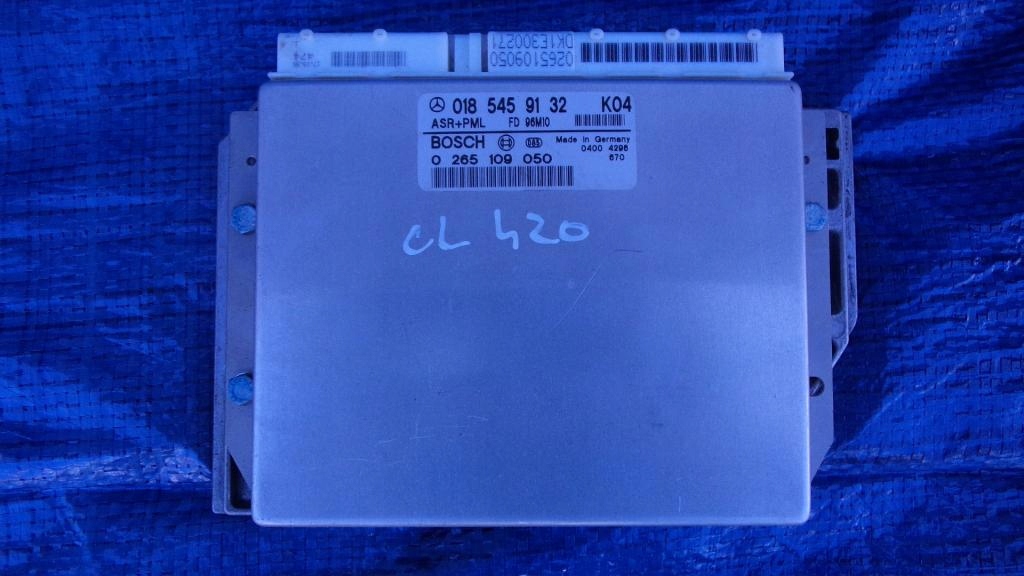 0265109050
DK1E300271
018 545 91 32 K04
ASR+PML FD 96M10
BOSCH Made in Germany
0 265 109 050 0400 4296
670
CL 420